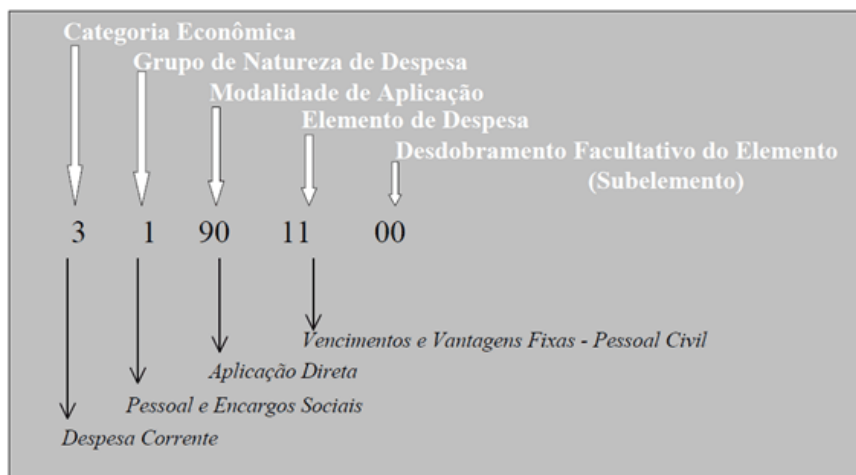 Categoria Econômica
Grupo de Natureza de Despesa
Modalidade de Aplicação
Elemento de Despesa
Desdobramento Facultativo do Elemento
(Subelemento)
3 1 90 11 00
Vencimentos e Vantagens Fixas - Pessoal Civil
Aplicação Direta
Pessoal e Encargos Sociais
Despesa Corrente